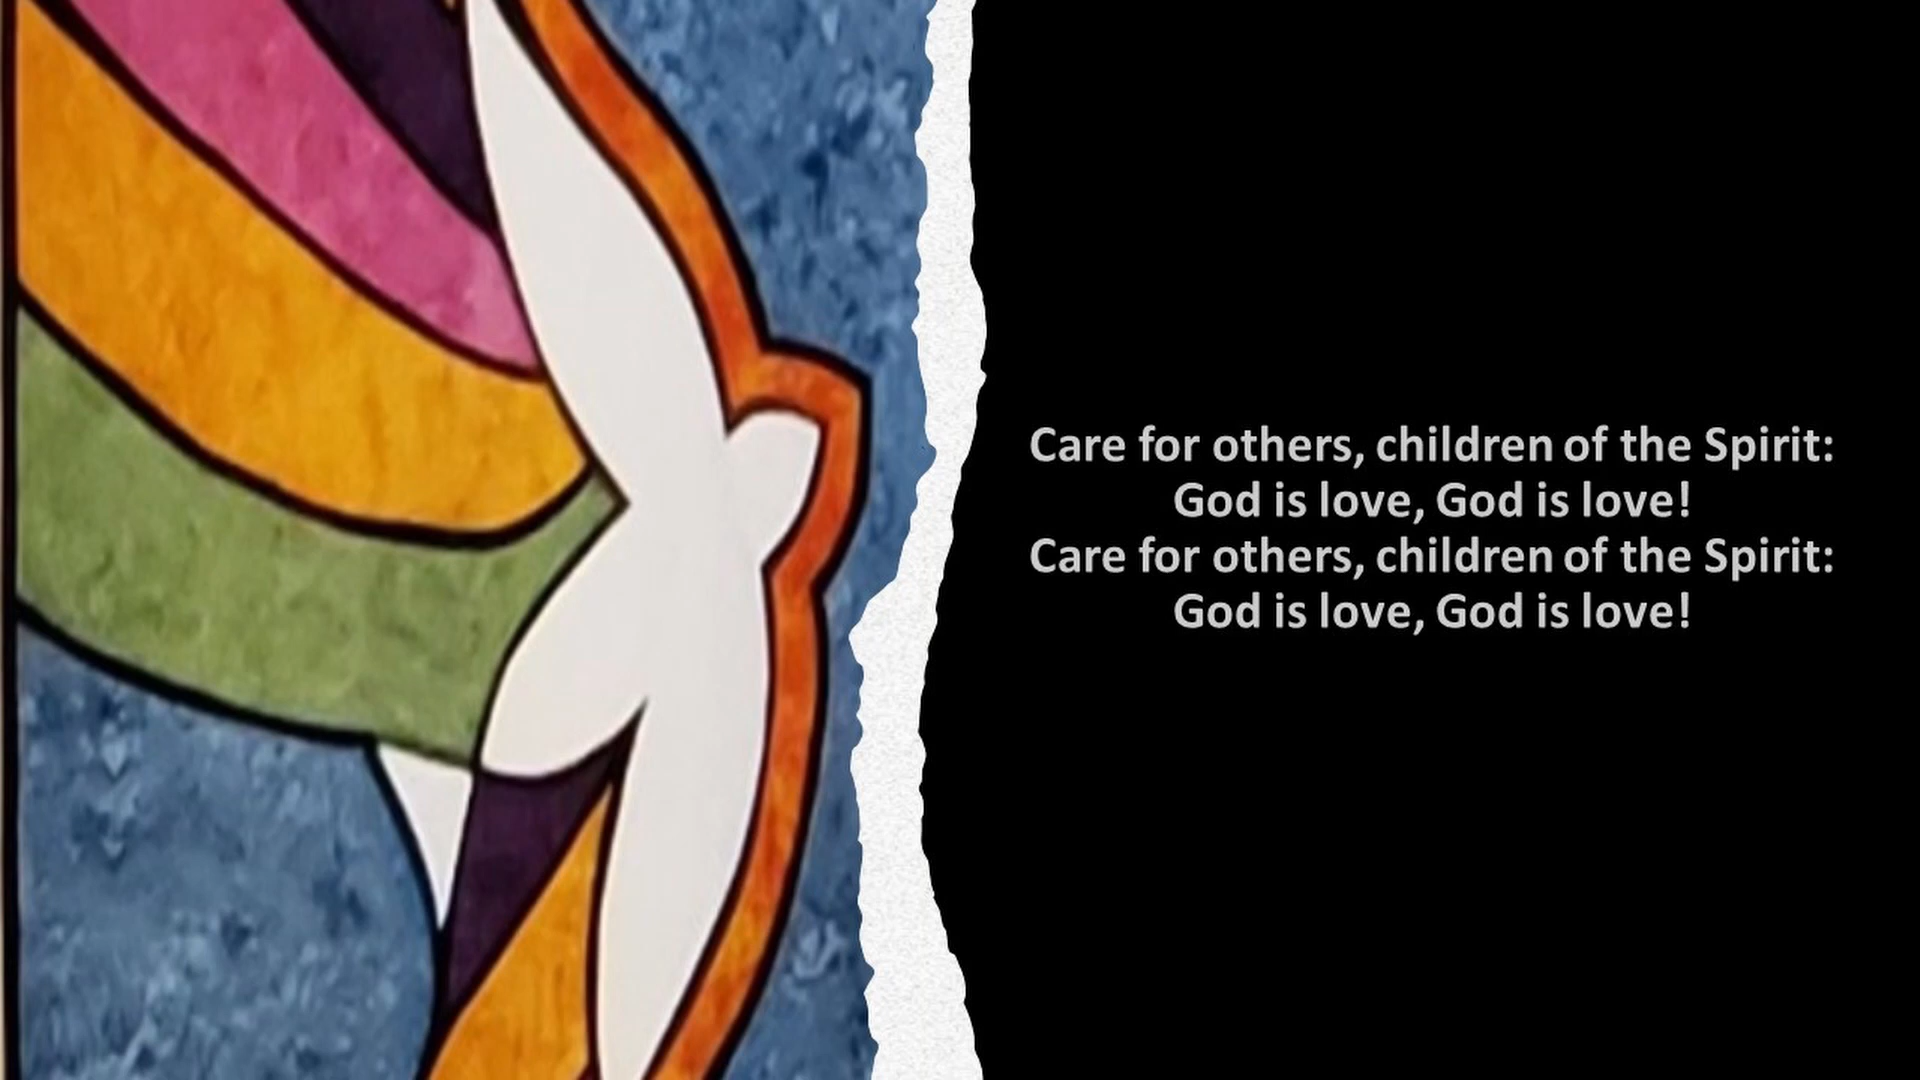 Care for others, children of the Spirit:
God is love, God is love!
Care for others, children of the Spirit:
God is love, God is love!